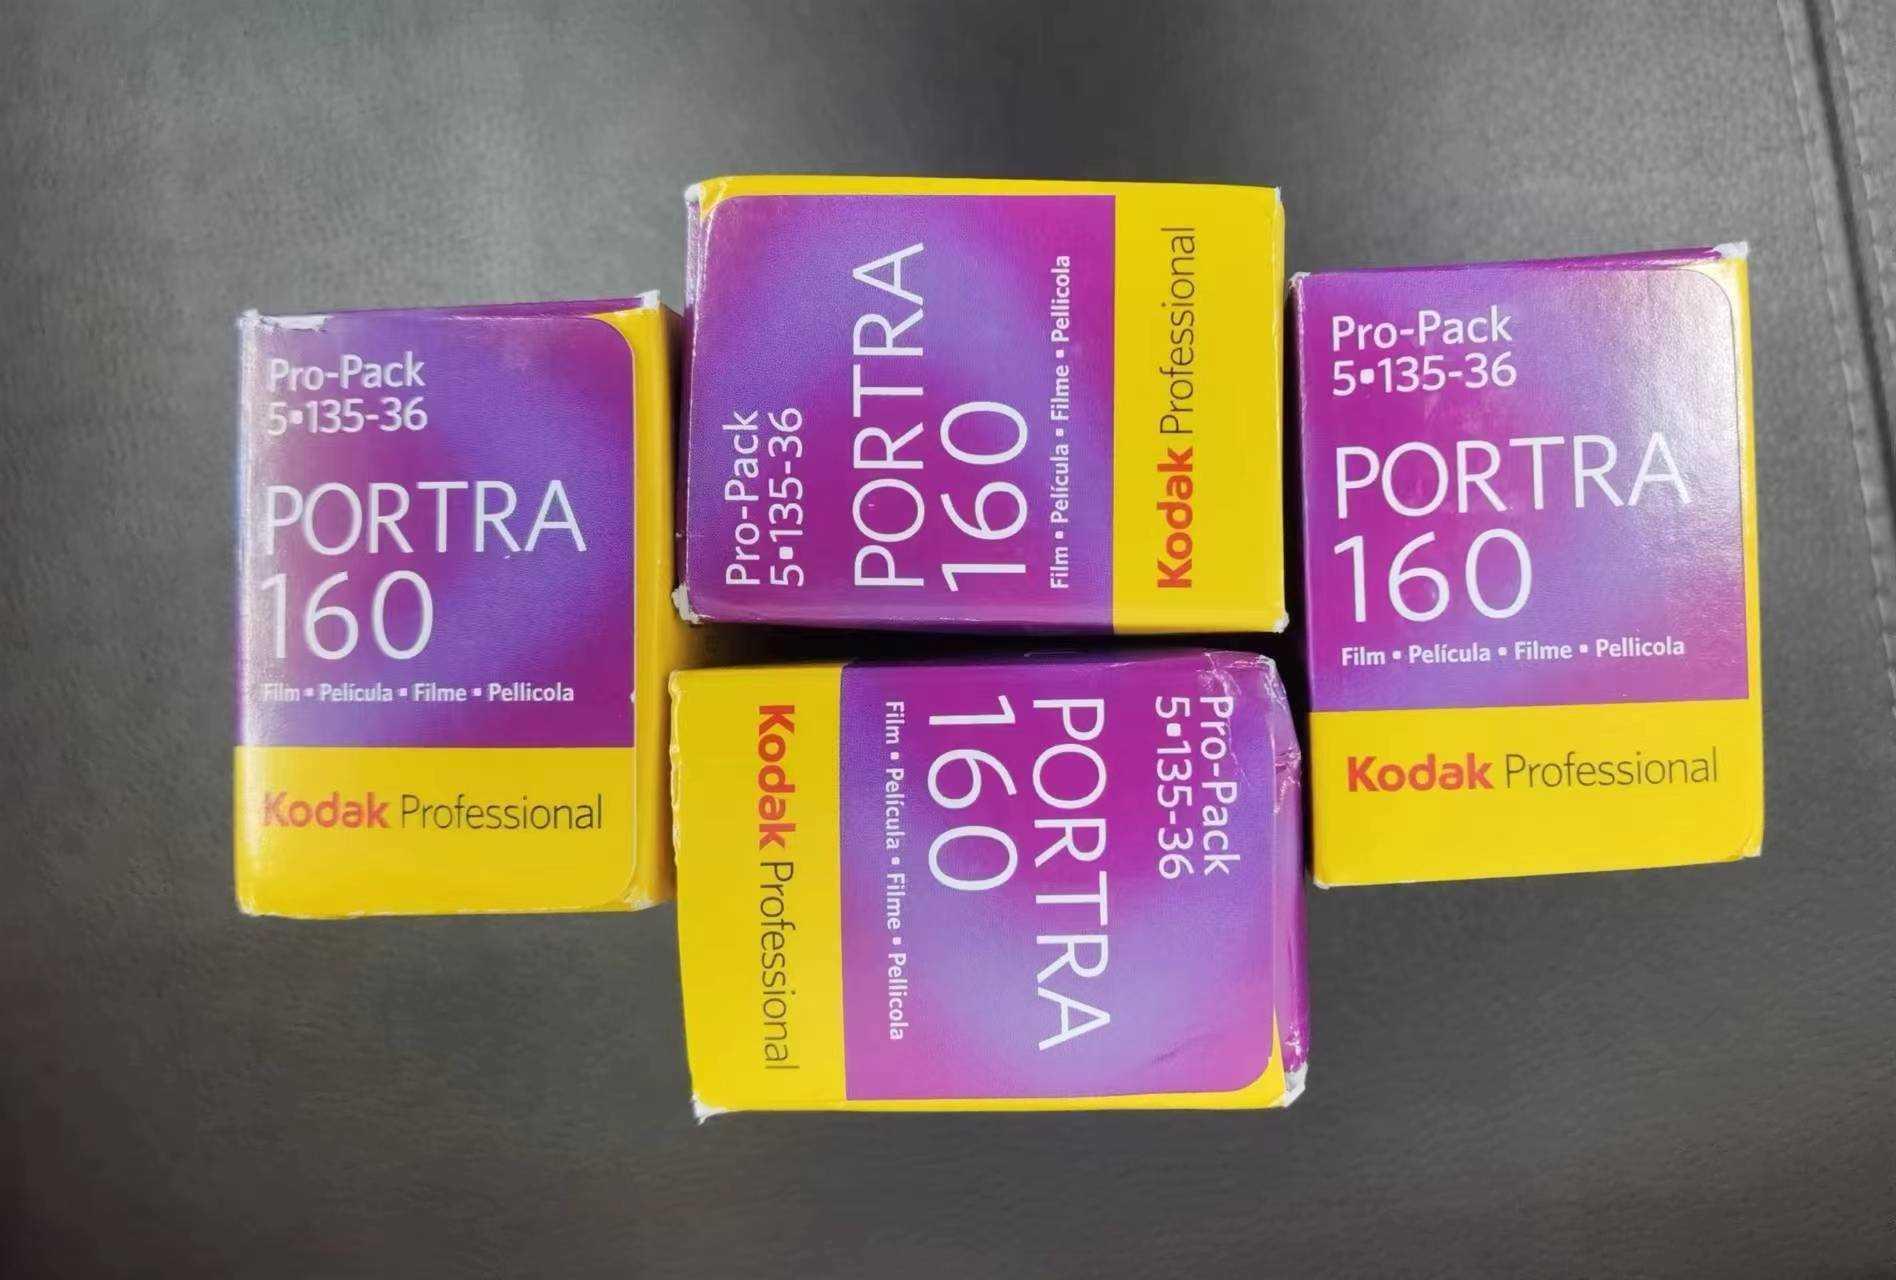 Pro-Pack
5▪135-36
PORTRA
160
Film ▪ Película ▪ Filme ▪ Pellicola
Kodak Professional
Pro-Pack
5▪135-36
PORTRA
160
Film ▪ Película ▪ Filme ▪ Pellicola
Kodak Professional
Pro-Pack
5▪135-36
PORTRA
160
Film ▪ Película ▪ Filme ▪ Pellicola
Kodak Professional
Pro-Pack
5▪135-36
PORTRA
160
Film ▪ Película ▪ Filme ▪ Pellicola
Kodak Professional